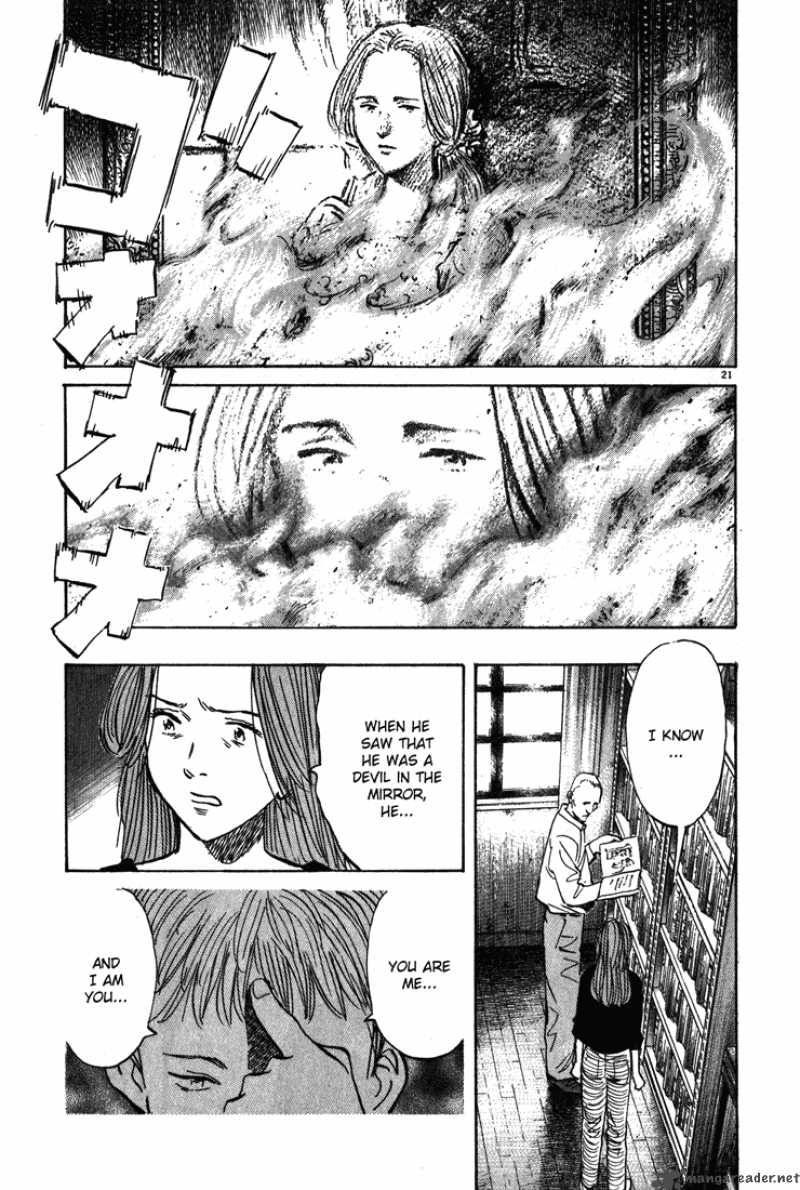 ゴ
オ
オ
オ
21
I KNOW
...
WHEN HE
SAW THAT
HE WAS A
DEVIL IN THE
MIRROR,
HE...
YOU ARE
ME...
AND
I AM
YOU...
mangareader.net